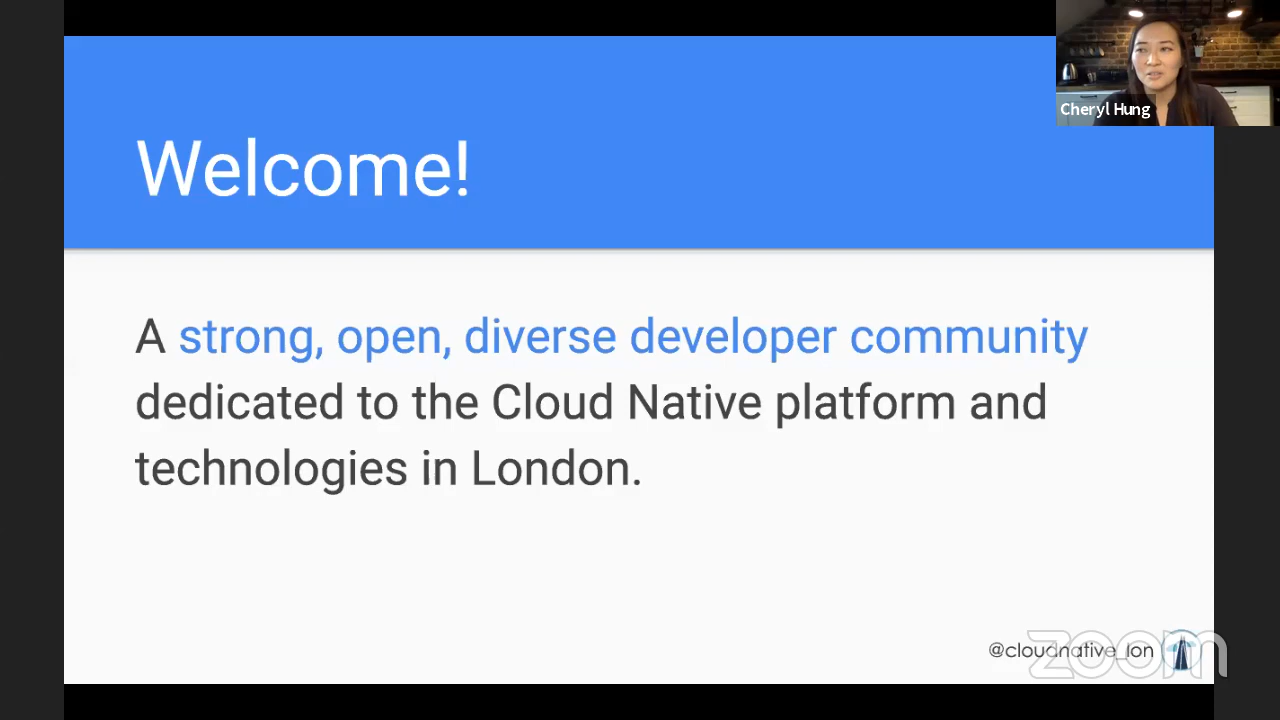 Cheryl Hung
Welcome!
A strong, open, diverse developer community
dedicated to the Cloud Native platform and
technologies in London.
@cloudnative_lon
zoom